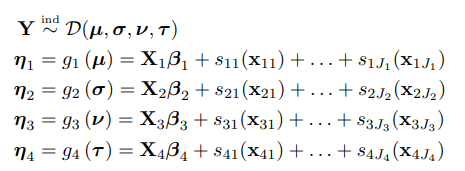 Y ind∼ 𝒟(μ, σ, ν, τ)
η₁ = g₁ (μ) = X₁β₁ + s₁₁(x₁₁) + … + s₁J₁(x₁J₁)
η₂ = g₂ (σ) = X₂β₂ + s₂₁(x₂₁) + … + s₂J₂(x₂J₂)
η₃ = g₃ (ν) = X₃β₃ + s₃₁(x₃₁) + … + s₃J₃(x₃J₃)
η₄ = g₄ (τ) = X₄β₄ + s₄₁(x₄₁) + … + s₄J₄(x₄J₄)